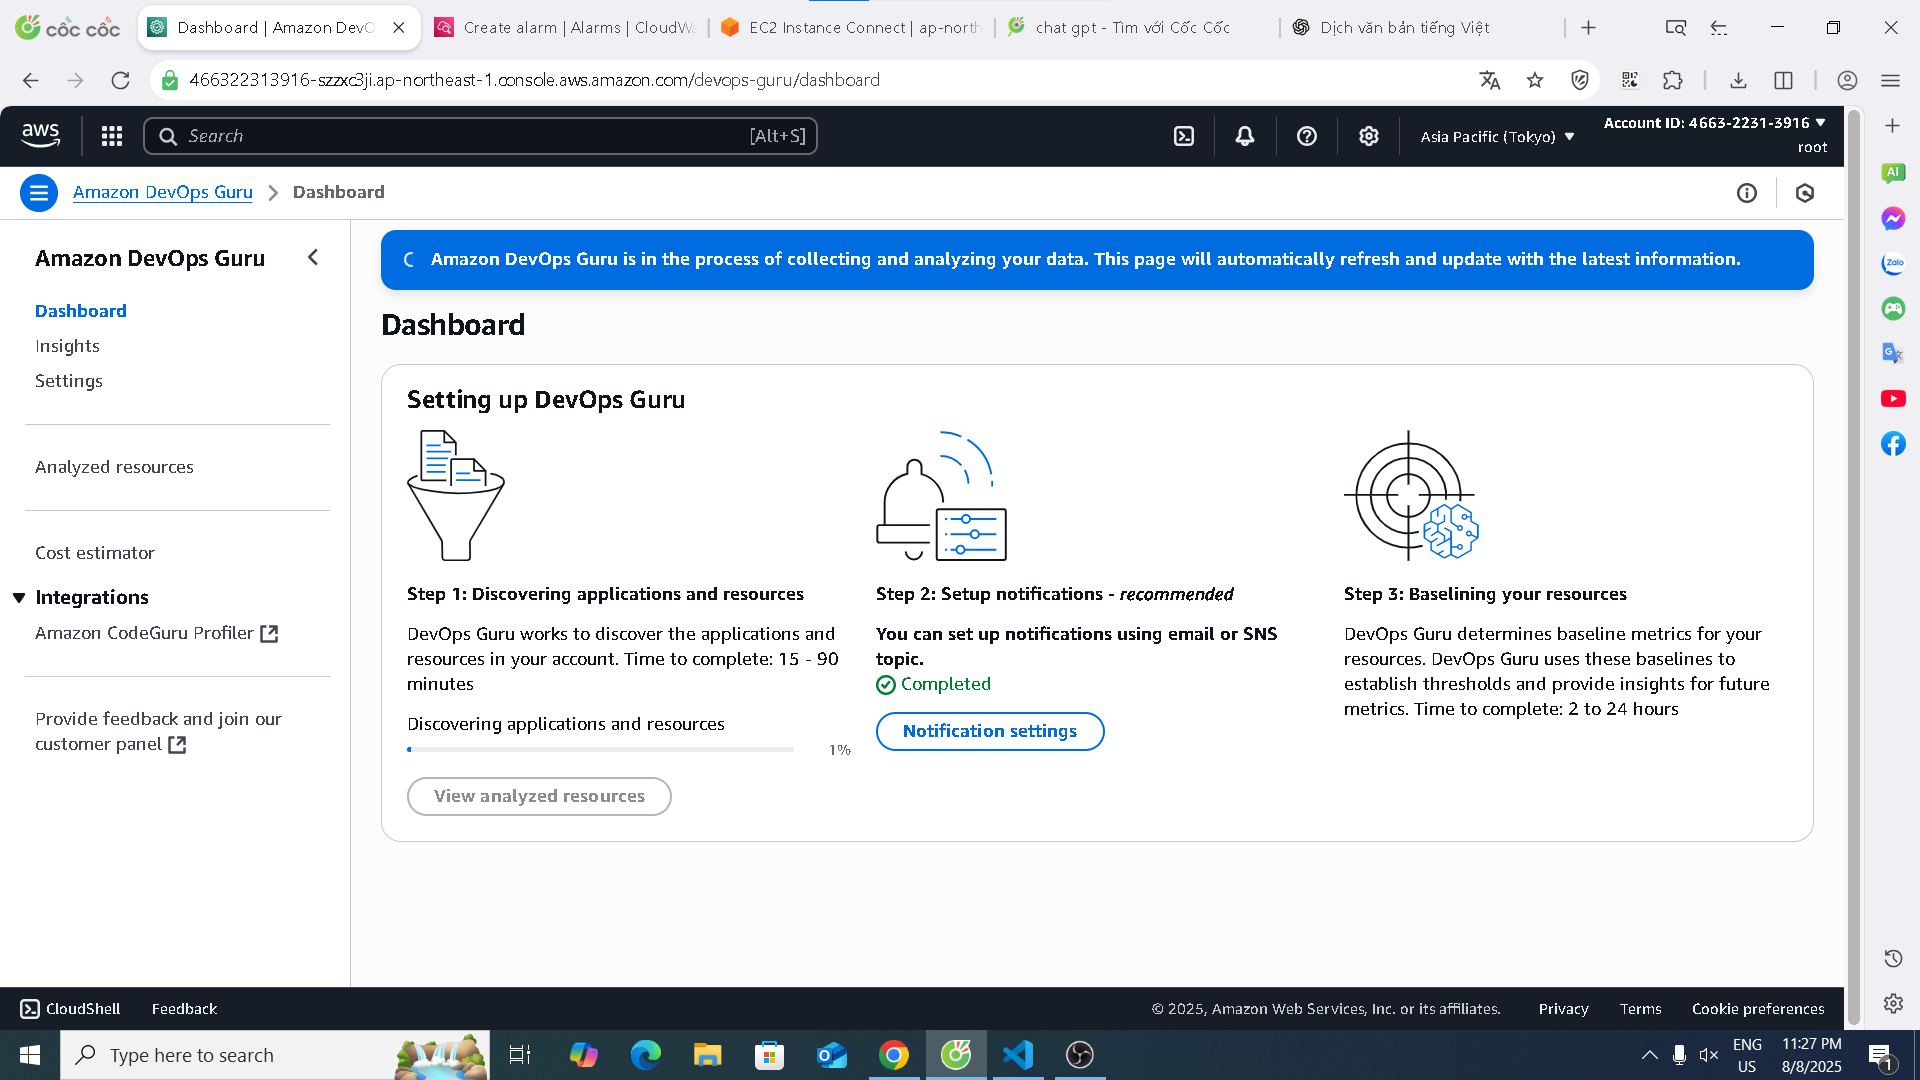 cốc cốc
Dashboard | Amazon DevO
Create alarm | Alarms | CloudWa
EC2 Instance Connect | ap-north
chat gpt - Tìm với Cốc Cốc
Dịch văn bản tiếng Việt
466322313916-szzxc3ji.ap-northeast-1.console.aws.amazon.com/devops-guru/dashboard
aws
Search
[Alt+S]
Asia Pacific (Tokyo)
Account ID: 4663-2231-3916
root
Amazon DevOps Guru
Dashboard
Amazon DevOps Guru
Dashboard
Insights
Settings
Analyzed resources
Cost estimator
Integrations
Amazon CodeGuru Profiler
Provide feedback and join our
customer panel
Amazon DevOps Guru is in the process of collecting and analyzing your data. This page will automatically refresh and update with the latest information.
Dashboard
Setting up DevOps Guru
Step 1: Discovering applications and resources
DevOps Guru works to discover the applications and
resources in your account. Time to complete: 15 - 90
minutes
Discovering applications and resources
1%
View analyzed resources
Step 2: Setup notifications - recommended
You can set up notifications using email or SNS
topic.
Completed
Notification settings
Step 3: Baselining your resources
DevOps Guru determines baseline metrics for your
resources. DevOps Guru uses these baselines to
establish thresholds and provide insights for future
metrics. Time to complete: 2 to 24 hours
AI
Zalo
CloudShell
Feedback
© 2025, Amazon Web Services, Inc. or its affiliates.
Privacy
Terms
Cookie preferences
Type here to search
ENG
US
11:27 PM
8/8/2025
1